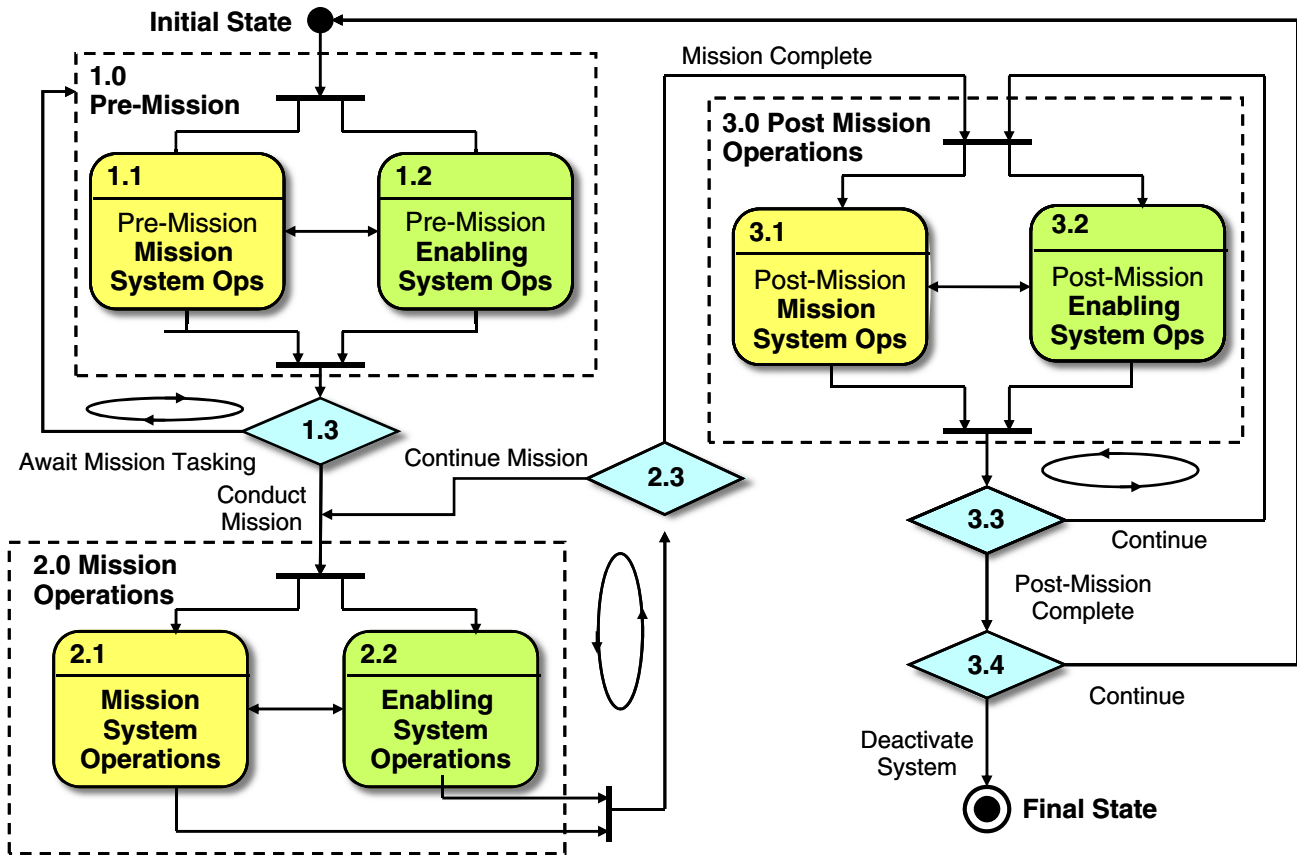 Initial State
1.0
Pre-Mission
1.1
Pre-Mission
Mission
System Ops
1.2
Pre-Mission
Enabling
System Ops
1.3
Await Mission Tasking
Conduct
Mission
Continue Mission
2.3
2.0 Mission
Operations
2.1
Mission
System
Operations
2.2
Enabling
System
Operations
Mission Complete
3.0 Post Mission
Operations
3.1
Post-Mission
Mission
System Ops
3.2
Post-Mission
Enabling
System Ops
3.3
Continue
Post-Mission
Complete
3.4
Continue
Deactivate
System
Final State